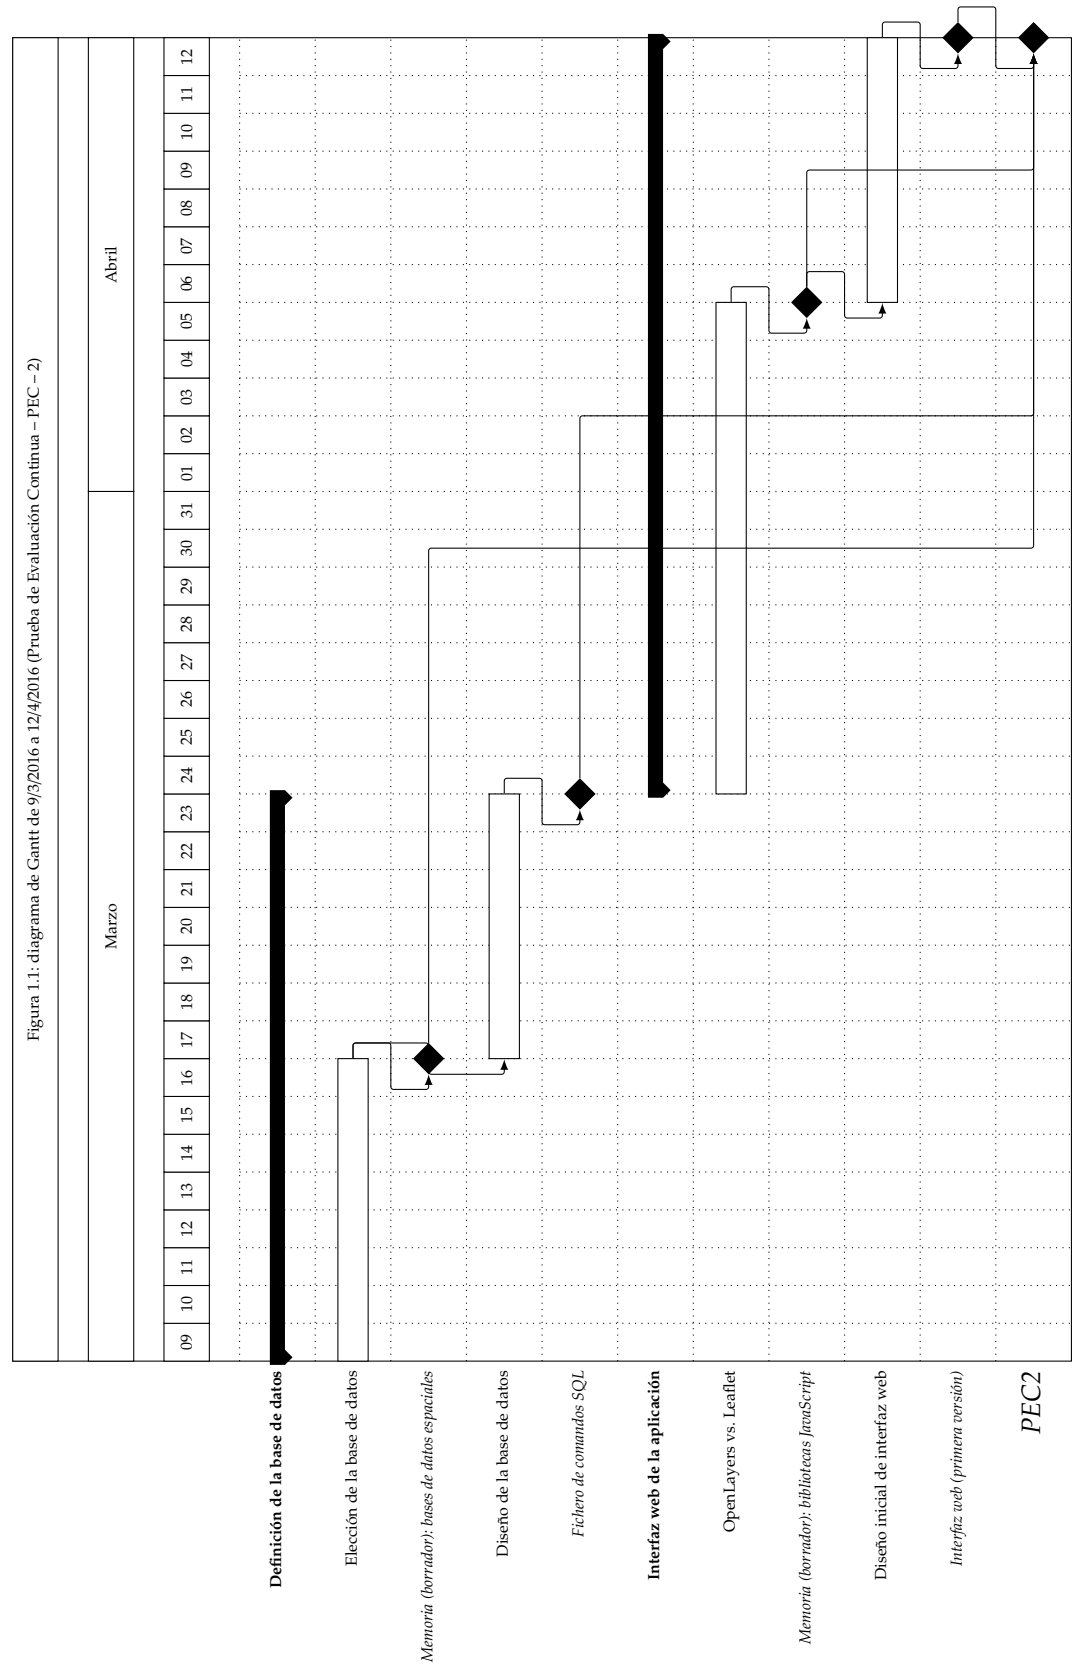 Figura 1.1: diagrama de Gantt de 9/3/2016 a 12/4/2016 (Prueba de Evaluación Continua – PEC – 2)
Marzo Abril
09 10 11 12 13 14 15 16 17 18 19 20 21 22 23 24 25 26 27 28 29 30 31 01 02 03 04 05 06 07 08 09 10 11 12
Definición de la base de datos
Elección de la base de datos
Memoria (borrador): bases de datos espaciales
Diseño de la base de datos
Fichero de comandos SQL
Interfaz web de la aplicación
OpenLayers vs. Leaflet
Memoria (borrador): bibliotecas JavaScript
Diseño inicial de interfaz web
Interfaz web (primera versión)
PEC2